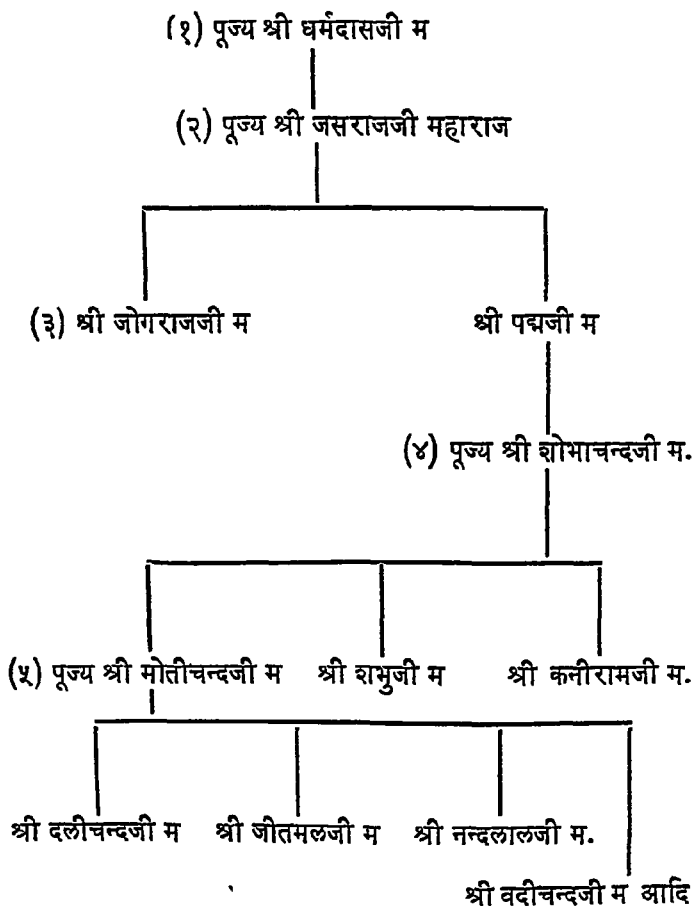 (१) पूज्य श्री धर्मदासजी म
(२) पूज्य श्री जसराजजी महाराज
(३) श्री जोगराजजी म श्री पद्मजी म
(४) पूज्य श्री शोभाचन्दजी म.
(५) पूज्य श्री मोतीचन्दजी म श्री शभुजी म श्री कनीरामजी म.
श्री दलीचन्दजी म श्री जीतमलजी म श्री नन्दलालजी म.
श्री वदीचन्दजी म आदि